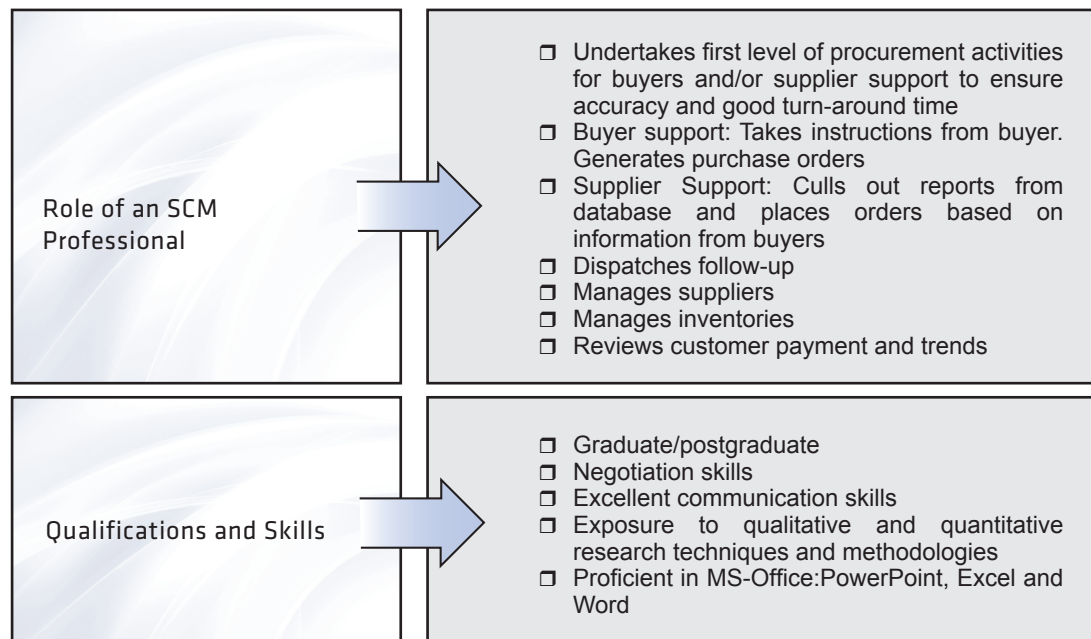 Role of an SCM
Professional
❒ Undertakes first level of procurement activities
for buyers and/or supplier support to ensure
accuracy and good turn-around time
❒ Buyer support: Takes instructions from buyer.
Generates purchase orders
❒ Supplier Support: Culls out reports from
database and places orders based on
information from buyers
❒ Dispatches follow-up
❒ Manages suppliers
❒ Manages inventories
❒ Reviews customer payment and trends
Qualifications and Skills
❒ Graduate/postgraduate
❒ Negotiation skills
❒ Excellent communication skills
❒ Exposure to qualitative and quantitative
research techniques and methodologies
❒ Proficient in MS-Office:PowerPoint, Excel and
Word